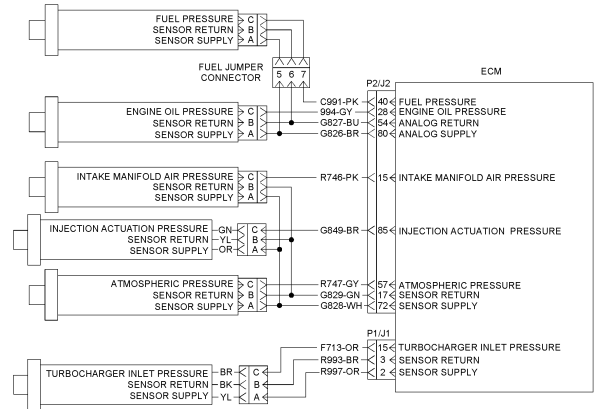 FUEL PRESSURE C
SENSOR RETURN B
SENSOR SUPPLY A
FUEL JUMPER
CONNECTOR
5 6 7
P2/J2
ECM
C991-PK 40 FUEL PRESSURE
ENGINE OIL PRESSURE C 994-GY 28 ENGINE OIL PRESSURE
SENSOR RETURN B G827-BU 54 ANALOG RETURN
SENSOR SUPPLY A G826-BR 80 ANALOG SUPPLY
INTAKE MANIFOLD AIR PRESSURE C R746-PK 15 INTAKE MANIFOLD AIR PRESSURE
SENSOR RETURN B
SENSOR SUPPLY A
INJECTION ACTUATION PRESSURE GN C G849-BR 85 INJECTION ACTUATION PRESSURE
SENSOR RETURN YL B
SENSOR SUPPLY OR A
ATMOSPHERIC PRESSURE C R747-GY 57 ATMOSPHERIC PRESSURE
SENSOR RETURN B G829-GN 17 SENSOR RETURN
SENSOR SUPPLY A G828-WH 72 SENSOR SUPPLY
P1/J1
F713-OR 15 TURBOCHARGER INLET PRESSURE
R993-BR 3 SENSOR RETURN
R997-OR 2 SENSOR SUPPLY
TURBOCHARGER INLET PRESSURE BR C
SENSOR RETURN BK B
SENSOR SUPPLY YL A